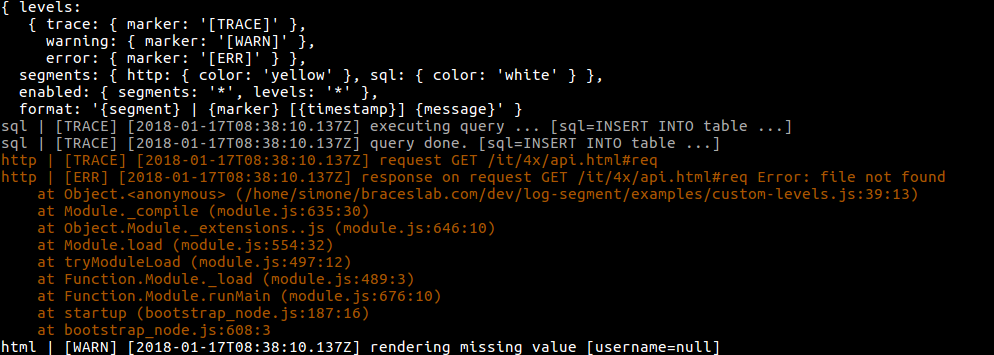 { levels:
   { trace: { marker: '[TRACE]' },
     warning: { marker: '[WARN]' },
     error: { marker: '[ERR]' } },
  segments: { http: { color: 'yellow' }, sql: { color: 'white' } },
  enabled: { segments: '*', levels: '*' },
  format: '{segment} | {marker} [{timestamp}] {message}' }
sql | [TRACE] [2018-01-17T08:38:10.137Z] executing query ... [sql=INSERT INTO table ...]
sql | [TRACE] [2018-01-17T08:38:10.137Z] query done. [sql=INSERT INTO table ...]
http | [TRACE] [2018-01-17T08:38:10.137Z] request GET /it/4x/api.html#req
http | [ERR] [2018-01-17T08:38:10.137Z] response on request GET /it/4x/api.html#req Error: file not found
    at Object.<anonymous> (/home/simone/braceslab.com/dev/log-segment/examples/custom-levels.js:39:13)
    at Module._compile (module.js:635:30)
    at Object.Module._extensions..js (module.js:646:10)
    at Module.load (module.js:554:32)
    at tryModuleLoad (module.js:497:12)
    at Function.Module._load (module.js:489:3)
    at Function.Module.runMain (module.js:676:10)
    at startup (bootstrap_node.js:187:16)
    at bootstrap_node.js:608:3
html | [WARN] [2018-01-17T08:38:10.137Z] rendering missing value [username=null]